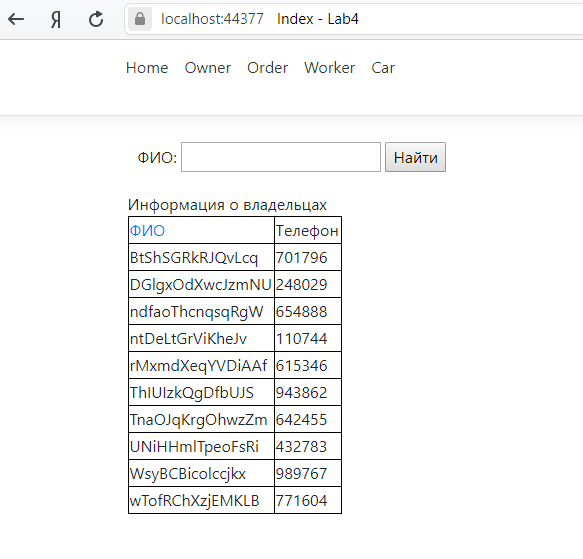 Я localhost:44377 Index - Lab4
Home Owner Order Worker Car
ФИО: Найти
Информация о владельцах
ФИО Телефон
BtShSGRkRJQvLcq 701796
DGlgxOdXwcJzmNU 248029
ndfaoThcnqsqRgW 654888
ntDeLtGrViKheJv 110744
rMxmdXeqYVDiAAf 615346
ThIUIzkQgDfbUJS 943862
TnaOJqKrgOhwzZm 642455
UNiHHmlTpeoFsRi 432783
WsyBCBicolccjkx 989767
wTofRChXzjEMKLB 771604